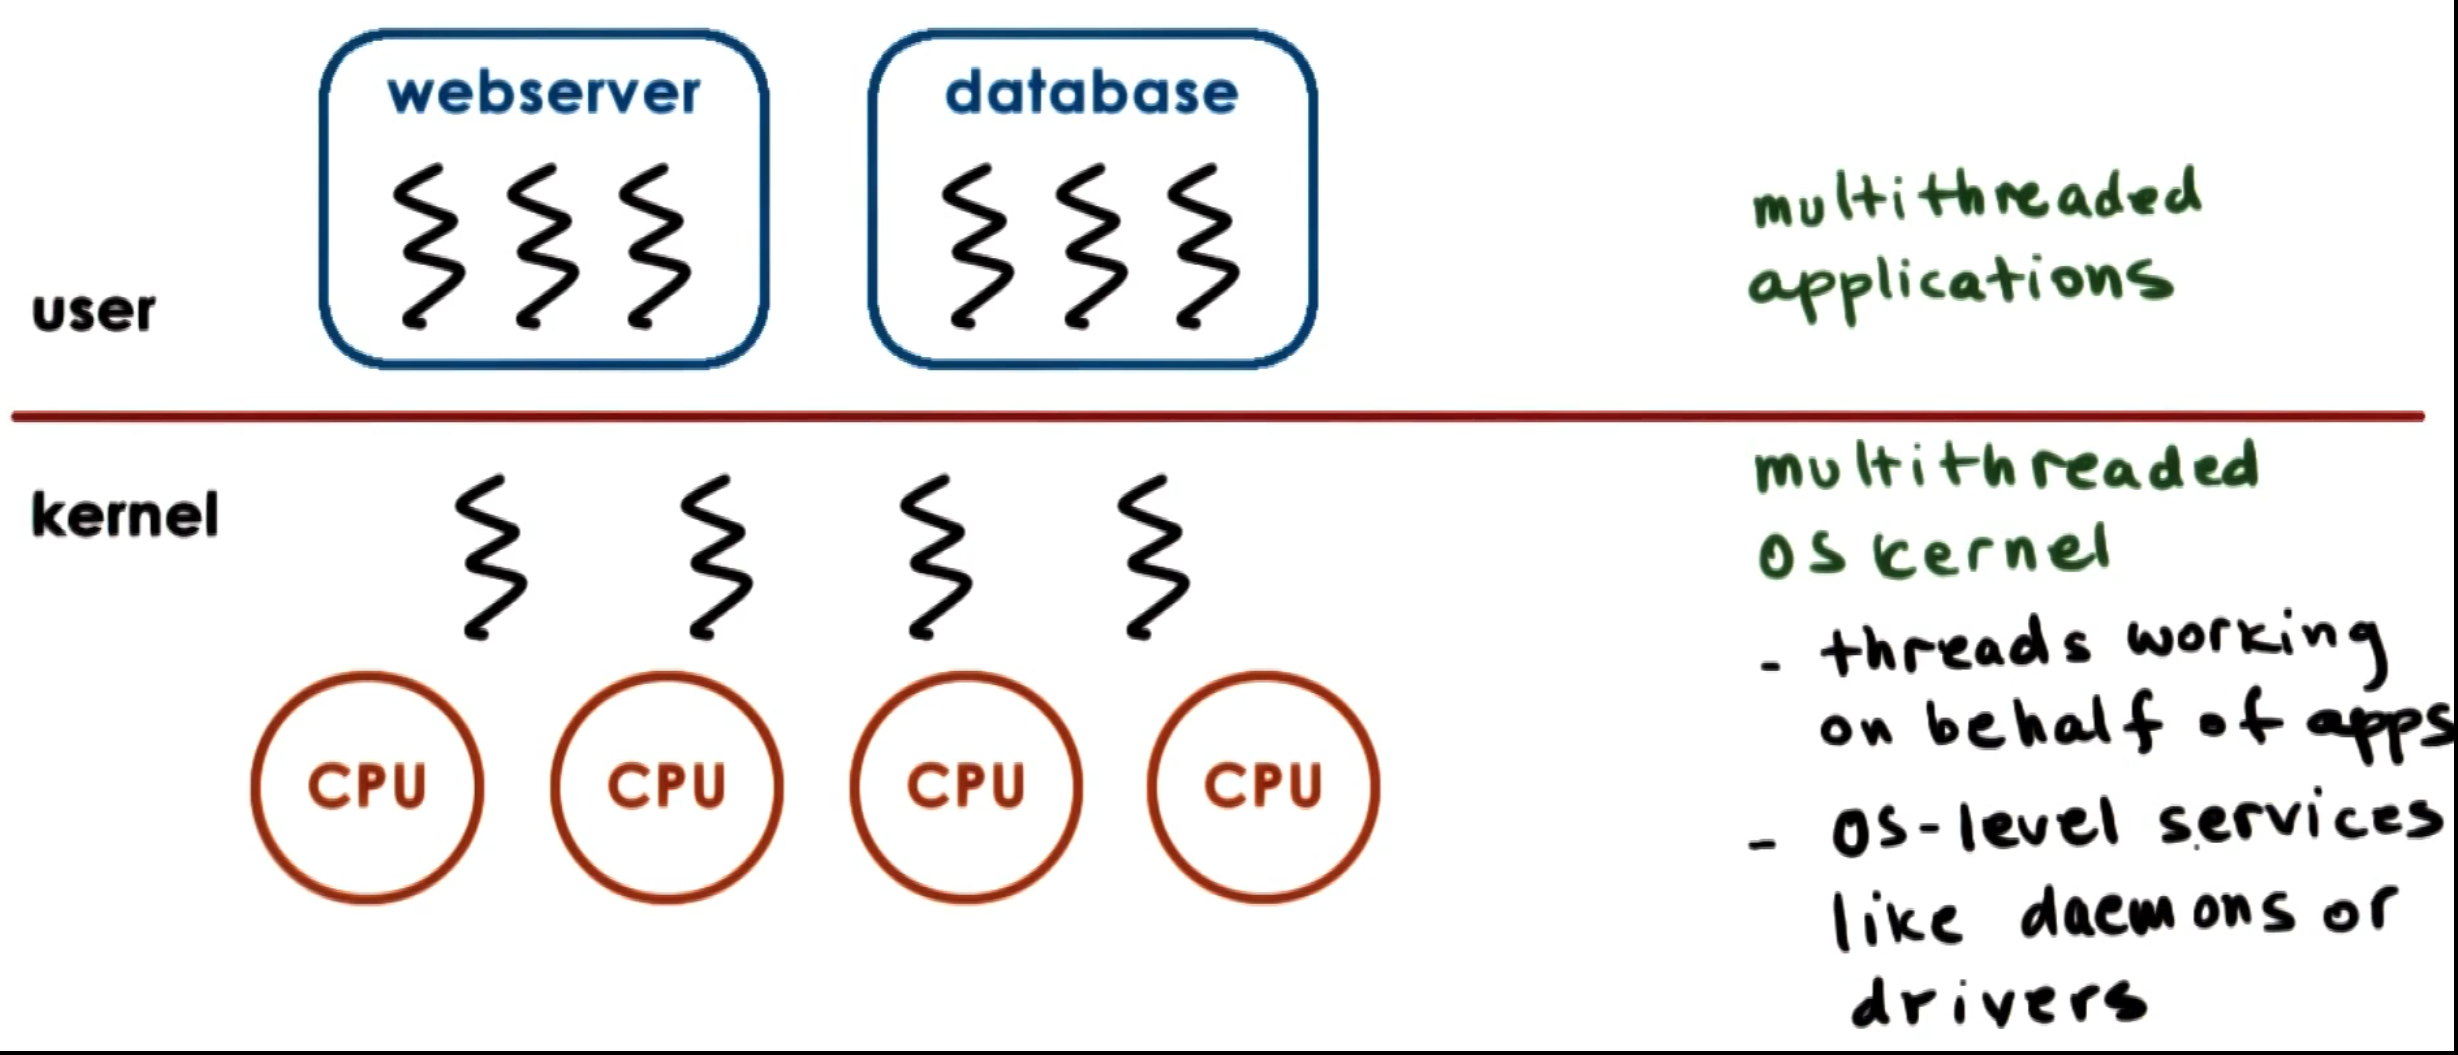 webserver
database
user
multithreaded
applications
kernel
multithreaded
OS kernel
- threads working
on behalf of apps
- OS-level services
like daemons or
drivers
CPU
CPU
CPU
CPU